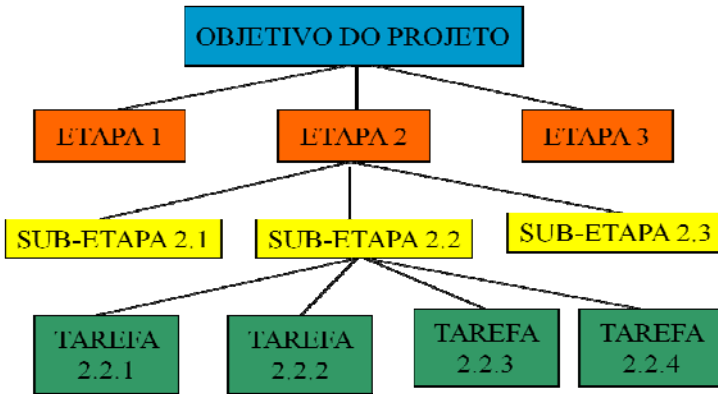 OBJETIVO DO PROJETO
ETAPA 1
ETAPA 2
ETAPA 3
SUB-ETAPA 2.1
SUB-ETAPA 2.2
SUB-ETAPA 2.3
TAREFA
2.2.1
TAREFA
2.2.2
TAREFA
2.2.3
TAREFA
2.2.4